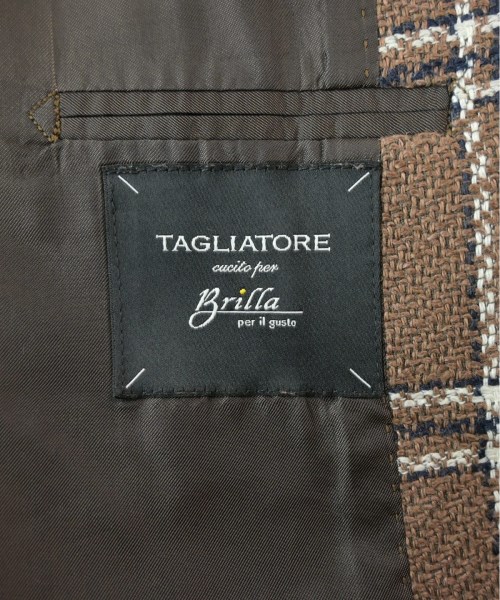 TAGLIATORE
cucito per
Brilla
per il gusto